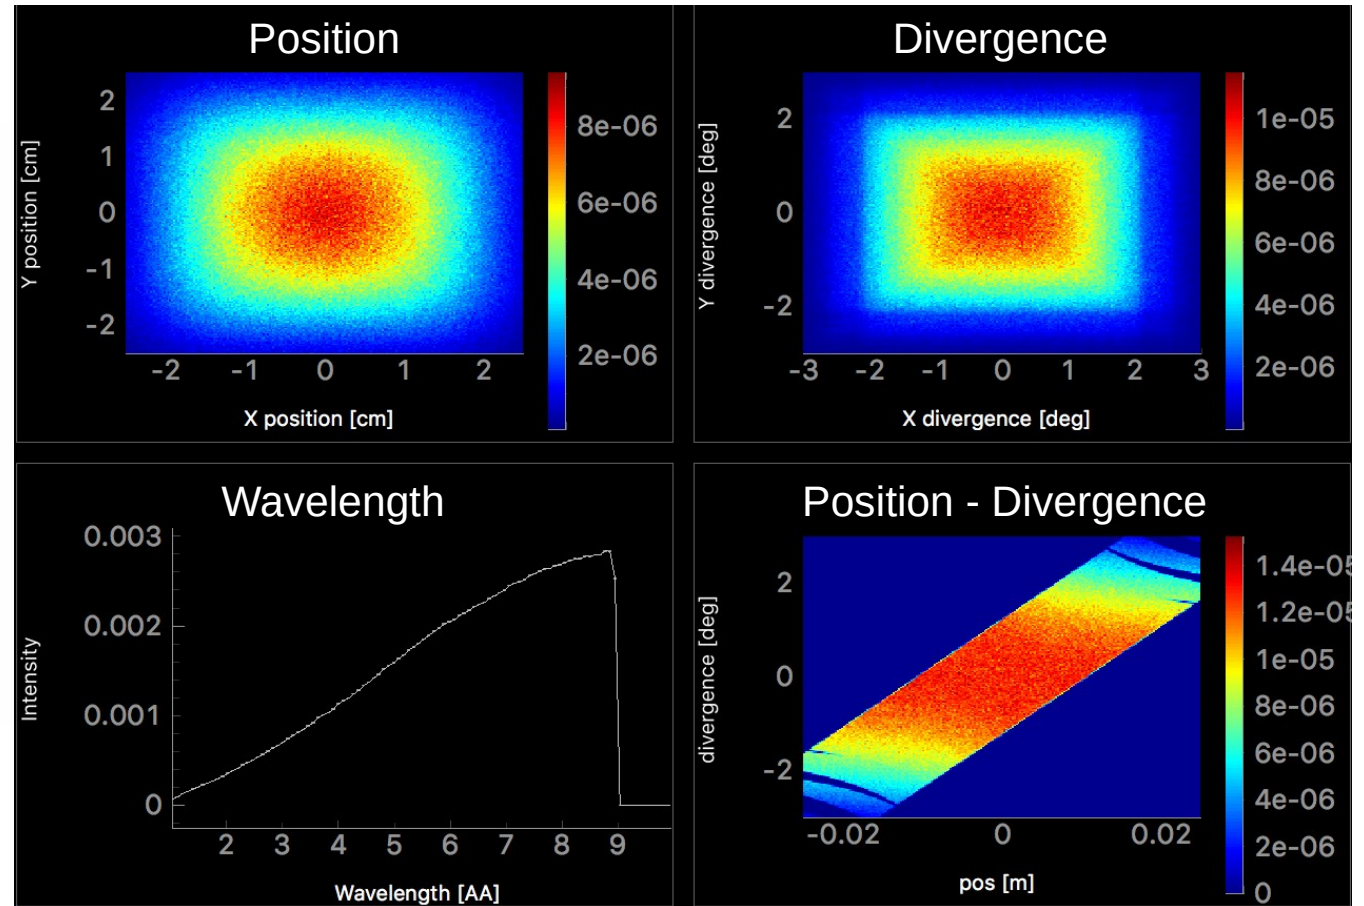 Position
Y position [cm]
2
1
0
-1
-2
-2 -1 0 1 2
X position [cm]
8e-06
6e-06
4e-06
2e-06
Divergence
Y divergence [deg]
2
0
-2
-3 -2 -1 0 1 2 3
X divergence [deg]
1e-05
8e-06
6e-06
4e-06
2e-06
Wavelength
Intensity
0.003
0.002
0.001
0
2 3 4 5 6 7 8 9
Wavelength [AA]
Position - Divergence
divergence [deg]
2
0
-2
-0.02 0 0.02
pos [m]
1.4e-05
1.2e-05
1e-05
8e-06
6e-06
4e-06
2e-06
0